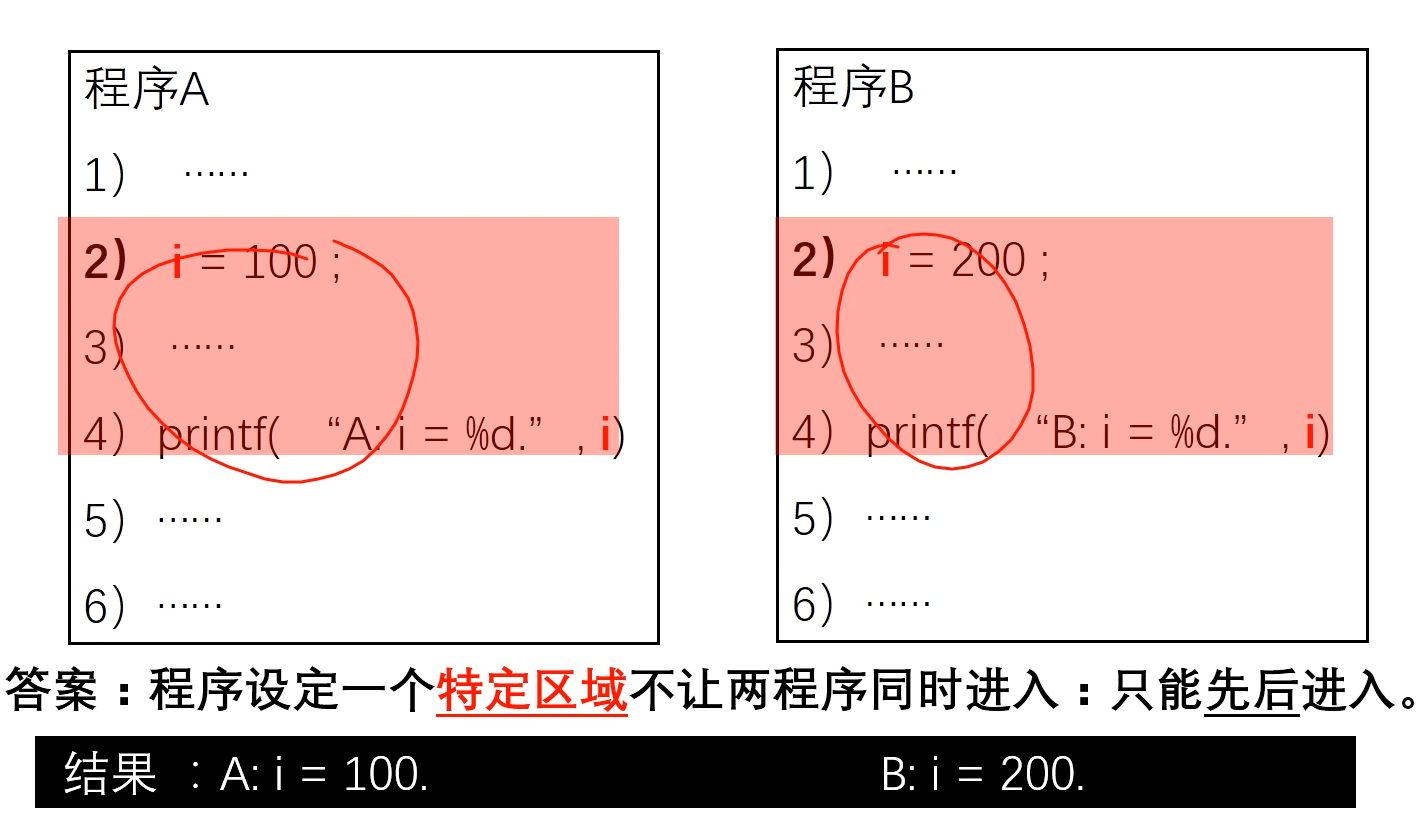 程序A
1) ……
2) i = 100 ;
3) ……
4) printf( “A: i = %d.” , i)
5) ……
6) ……
程序B
1) ……
2) i = 200 ;
3) ……
4) printf( “B: i = %d.” , i)
5) ……
6) ……
答案：程序设定一个特定区域不让两程序同时进入：只能先后进入。
结果 ：A: i = 100. B: i = 200.